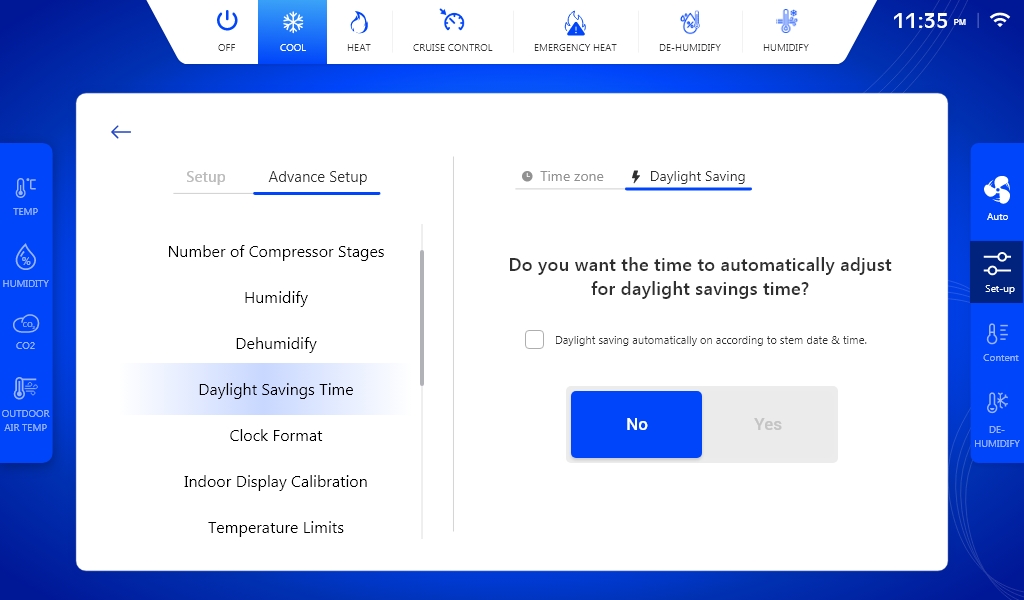 OFF
COOL
HEAT
CRUISE CONTROL
EMERGENCY HEAT
DE-HUMIDIFY
HUMIDIFY
11:35 PM
TEMP
HUMIDITY
CO2
OUTDOOR
AIR TEMP
Setup
Advance Setup
Number of Compressor Stages
Humidify
Dehumidify
Daylight Savings Time
Clock Format
Indoor Display Calibration
Temperature Limits
Time zone
Daylight Saving
Do you want the time to automatically adjust
for daylight savings time?
Daylight saving automatically on according to stem date & time.
No
Yes
Auto
Set-up
Content
DE-
HUMIDIFY